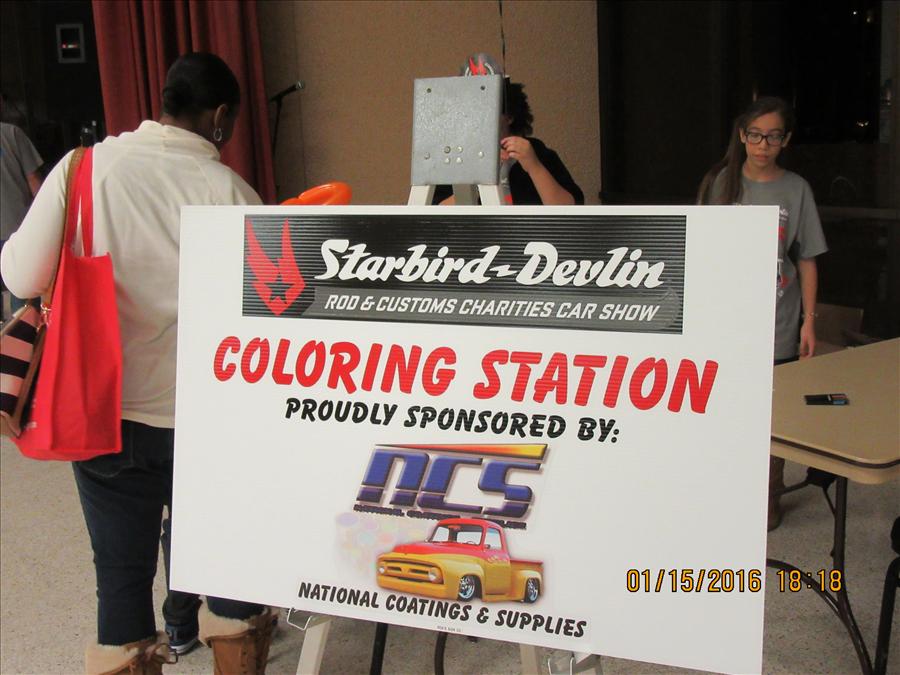 Starbird-Devlin
ROD & CUSTOMS CHARITIES CAR SHOW
COLORING STATION
PROUDLY SPONSORED BY:
NCS
NATIONAL COATINGS & SUPPLIES
01/15/2016 18:18